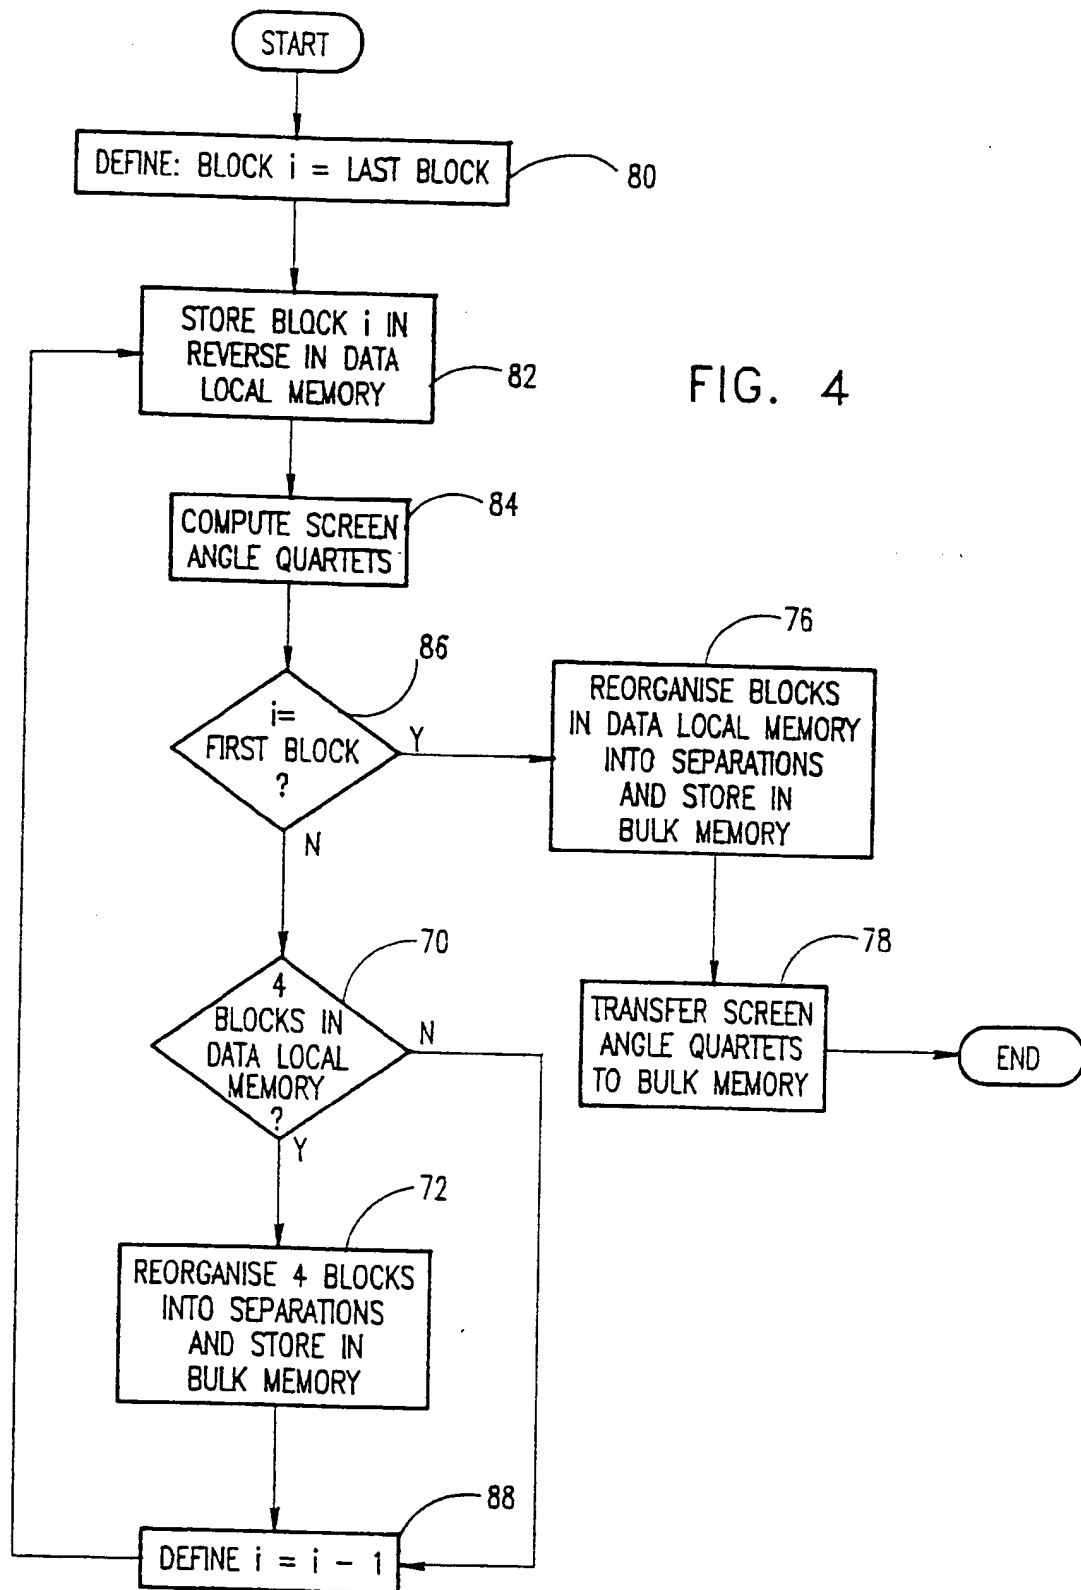 START
DEFINE: BLOCK i = LAST BLOCK
80
STORE BLOCK i IN
REVERSE IN DATA
LOCAL MEMORY
82
FIG. 4
COMPUTE SCREEN
ANGLE QUARTETS
84
i=
FIRST BLOCK
?
86
Y
N
REORGANISE BLOCKS
IN DATA LOCAL MEMORY
INTO SEPARATIONS
AND STORE IN
BULK MEMORY
76
4
BLOCKS IN
DATA LOCAL
MEMORY
?
70
N
Y
TRANSFER SCREEN
ANGLE QUARTETS
TO BULK MEMORY
78
END
REORGANISE 4 BLOCKS
INTO SEPARATIONS
AND STORE IN
BULK MEMORY
72
DEFINE i = i - 1
88